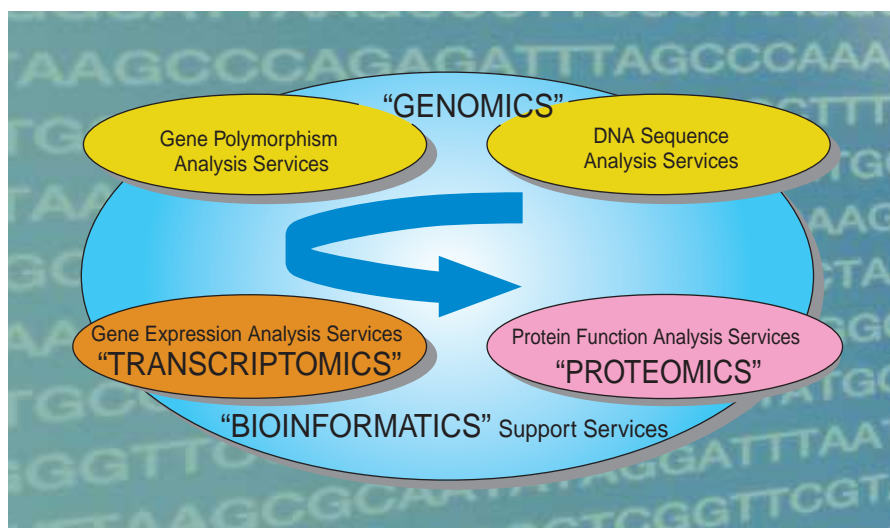 AAGCCCAGAGATTTAGCCCAAA
“GENOMICS”
Gene Polymorphism
Analysis Services
DNA Sequence
Analysis Services
Gene Expression Analysis Services
“TRANSCRIPTOMICS”
Protein Function Analysis Services
“PROTEOMICS”
“BIOINFORMATICS” Support Services